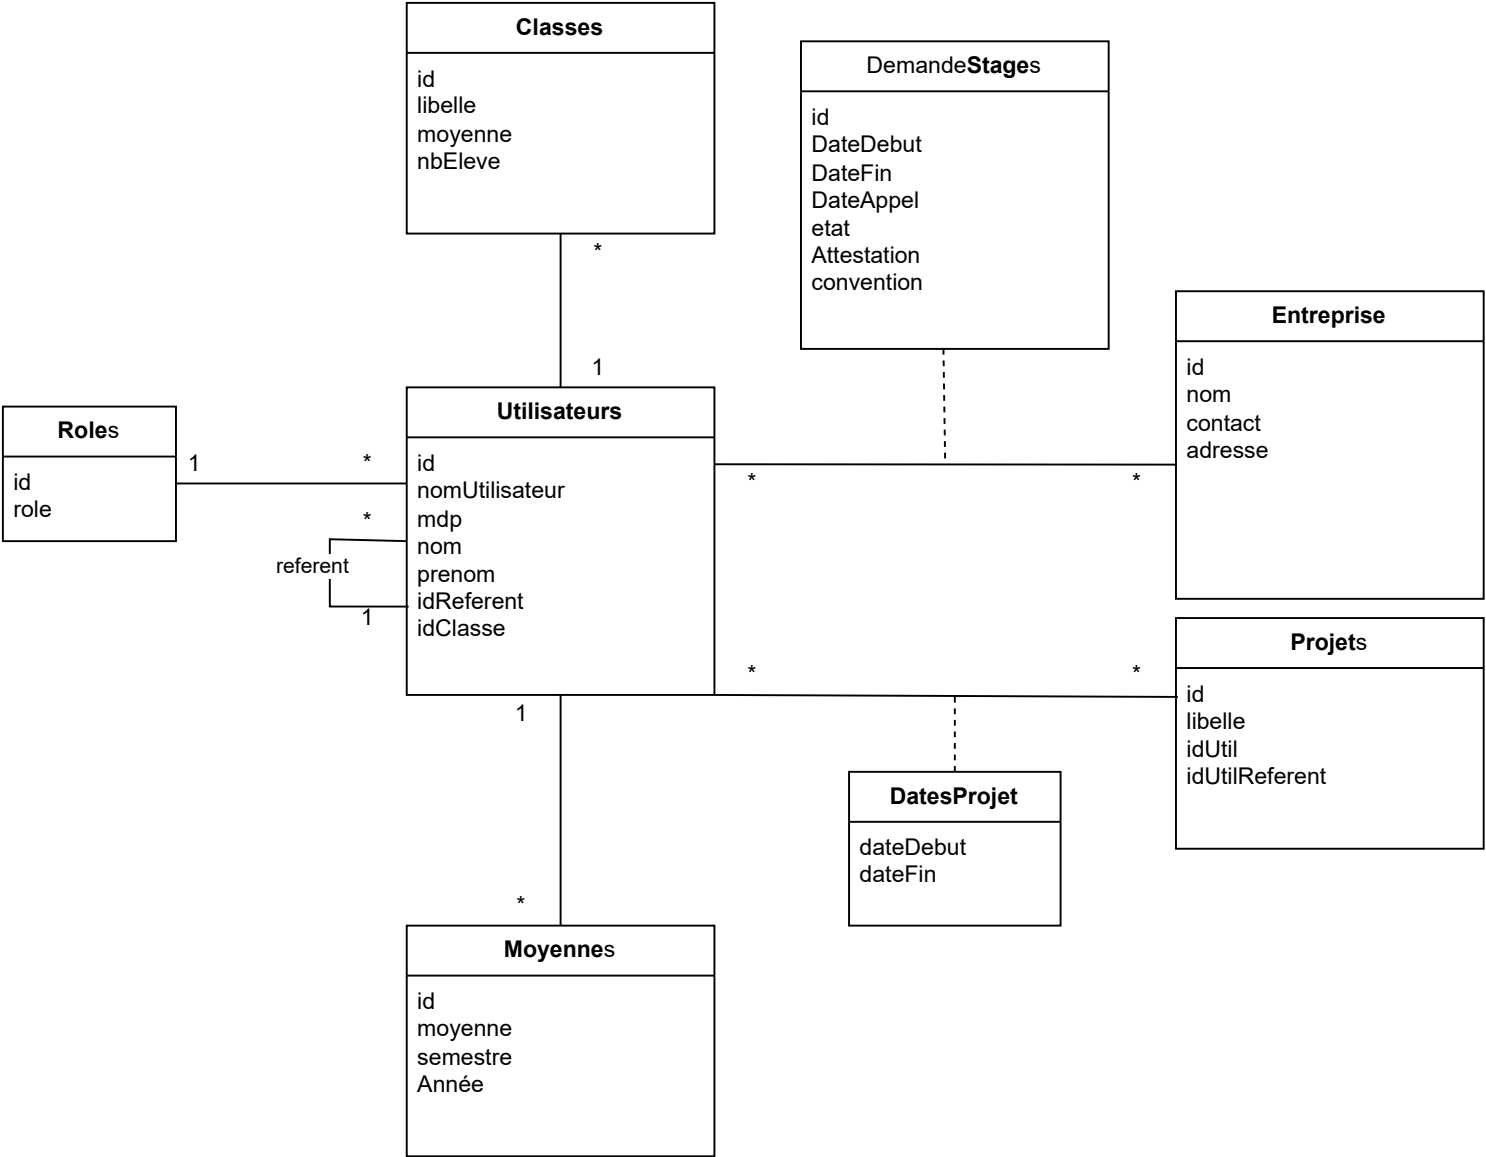 Classes
id
libelle
moyenne
nbEleve
*
1
DemandeStages
id
DateDebut
DateFin
DateAppel
etat
Attestation
convention
Entreprise
id
nom
contact
adresse
Roles
id
role
1
*
*
referent
1
Utilisateurs
id
nomUtilisateur
mdp
nom
prenom
idReferent
idClasse
*
*
*
*
Projets
id
libelle
idUtil
idUtilReferent
DatesProjet
dateDebut
dateFin
1
*
Moyennes
id
moyenne
semestre
Année